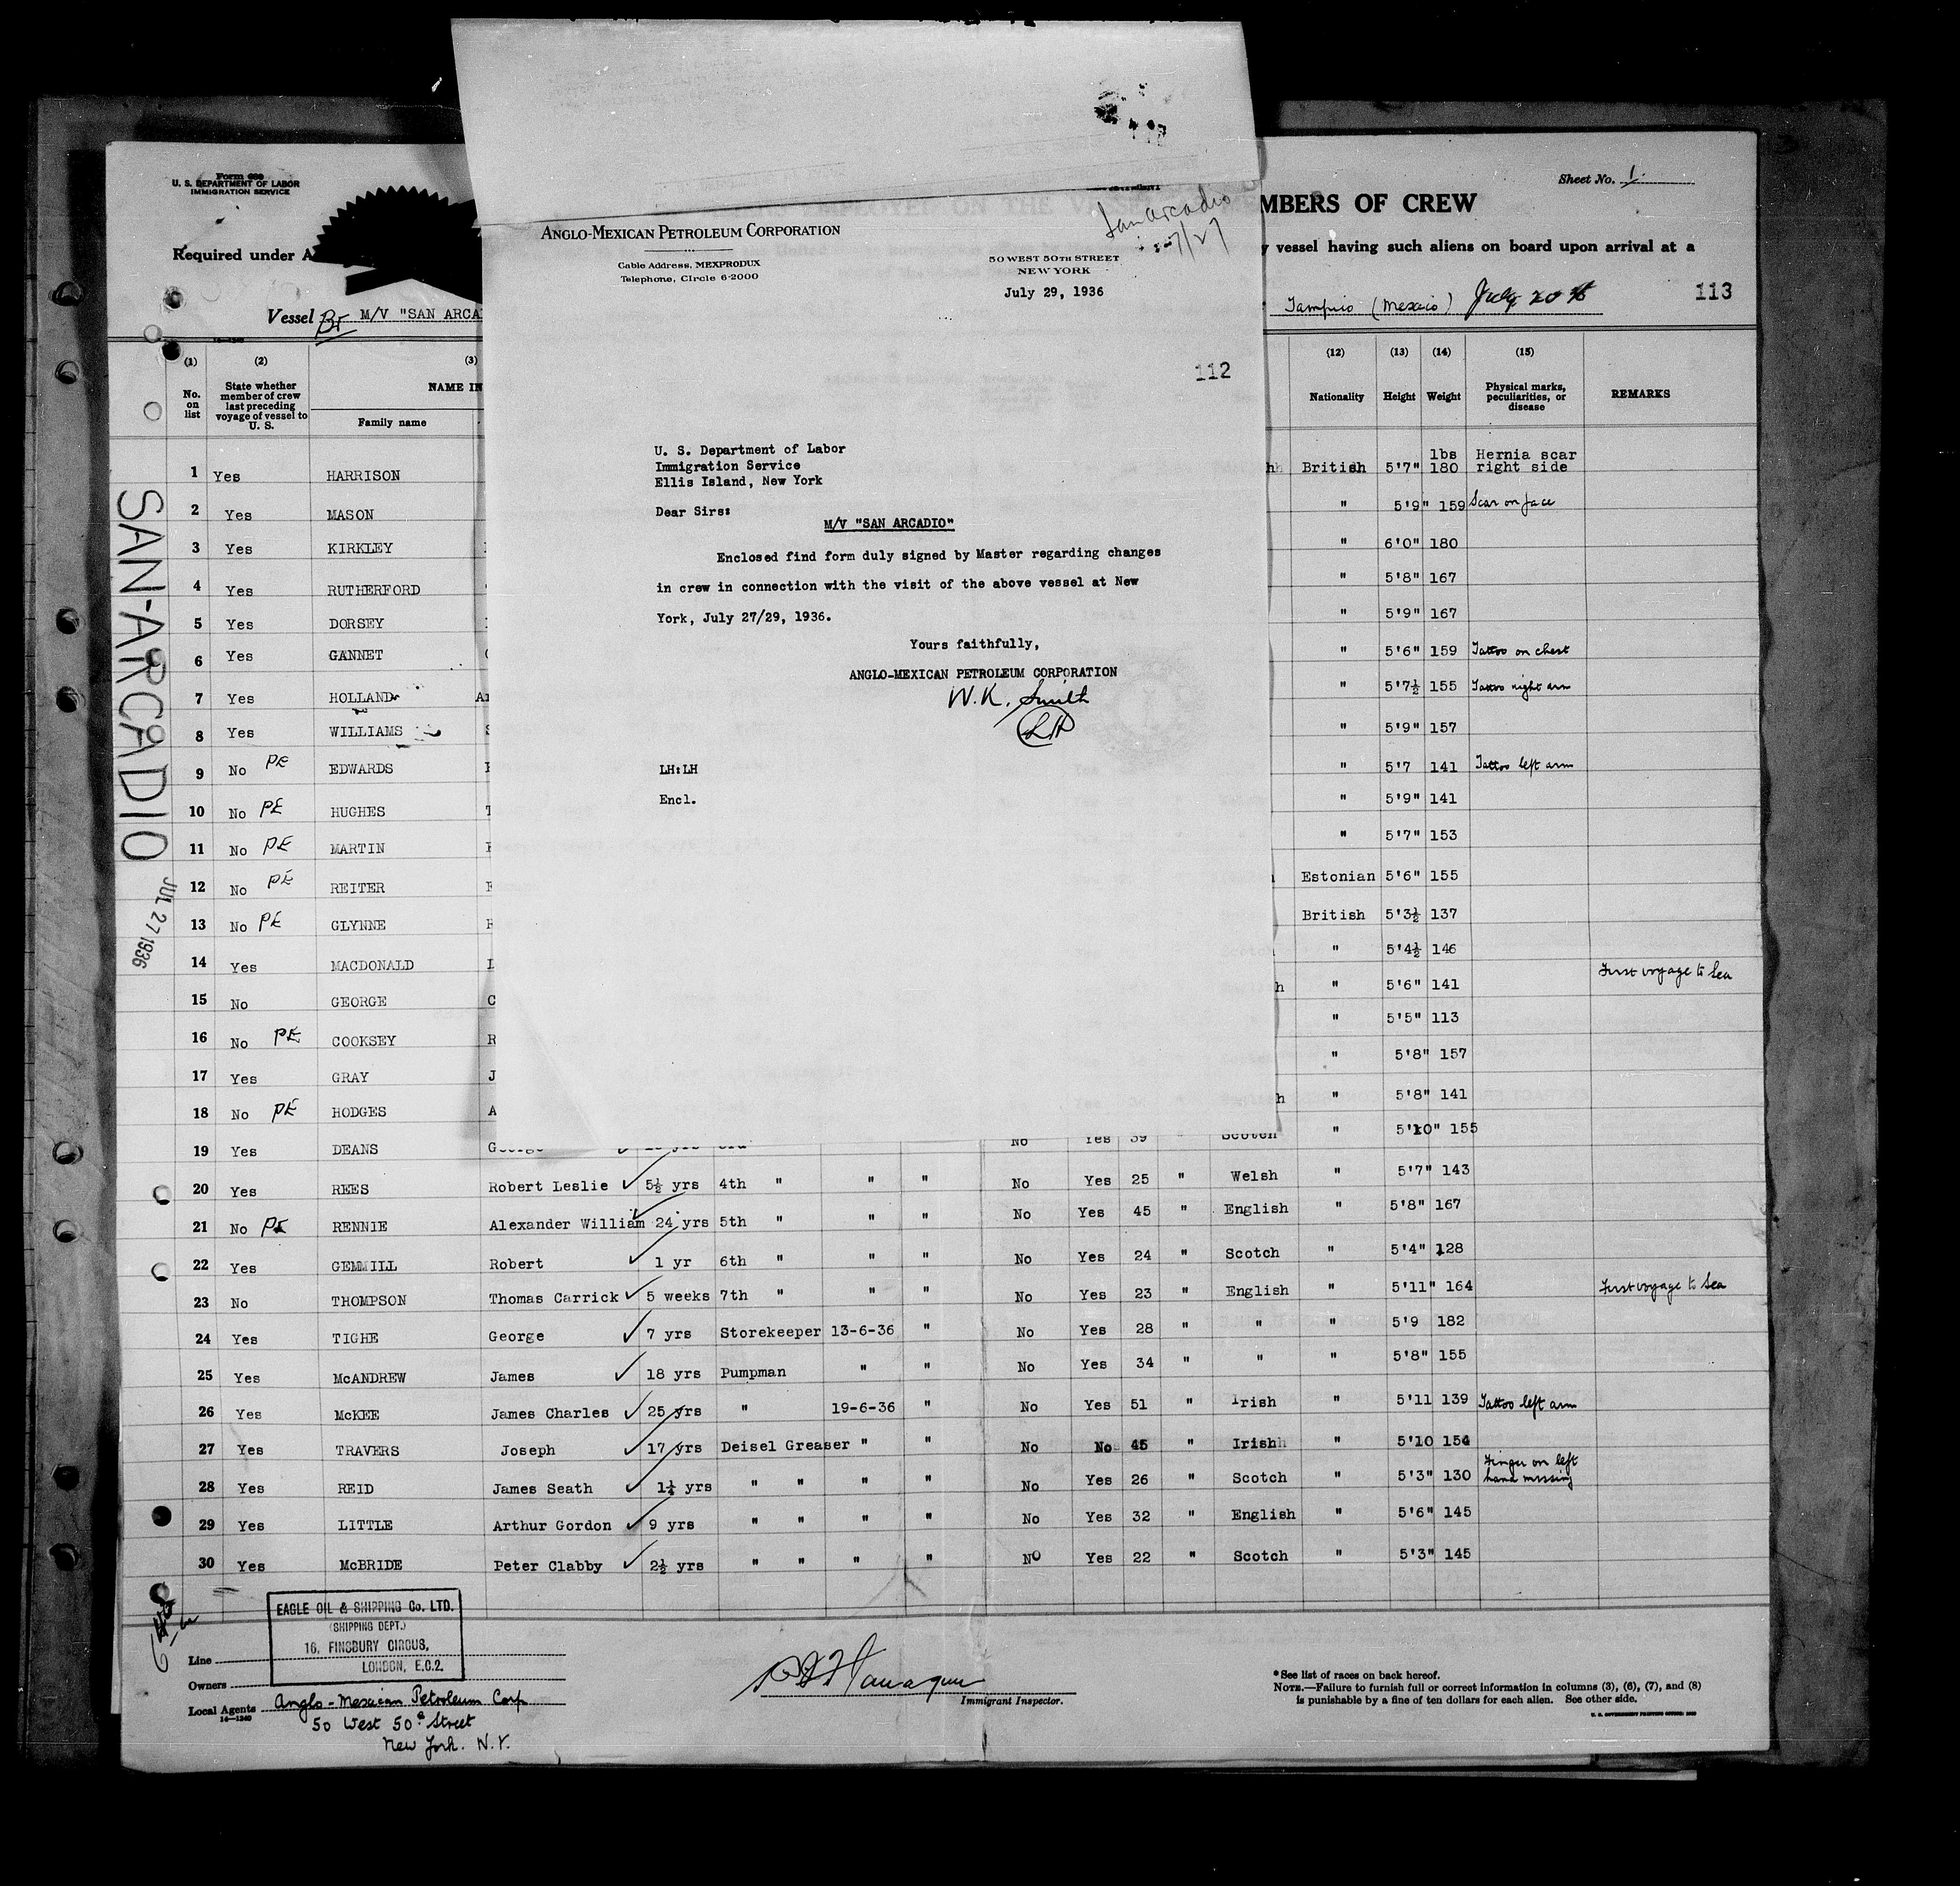 Form 689
U. S. DEPARTMENT OF LABOR
IMMIGRATION SERVICE
Required under A
Vessel Br M/V "SAN ARCA
ANGLO-MEXICAN PETROLEUM CORPORATION
Cable Address, MEXPRODUX
Telephone, CIrcle 6-2000
San Arcadio
7/27
50 WEST 50TH STREET
NEW YORK
July 29, 1936
112
U. S. Department of Labor
Immigration Service
Ellis Island, New York
Dear Sirs:
M/V "SAN ARCADIO"
Enclosed find form duly signed by Master regarding changes
in crew in connection with the visit of the above vessel at New
York, July 27/29, 1936.
Yours faithfully,
ANGLO-MEXICAN PETROLEUM CORPORATION
W.K. Smith
LH
LH:LH
Encl.
Sheet No. 1
MBERS OF CREW
y vessel having such aliens on board upon arrival at a
Tampico (Mexico) July 20th
113
SAN-ARCADIO
JUL 27 1936
(1) (2) (3) (12) (13) (14) (15)
No. on list
State whether member of crew last preceding voyage of vessel to U. S.
NAME IN
Family name
Nationality Height Weight
Physical marks, peculiarities, or disease
REMARKS
1 Yes HARRISON British 5'7" lbs 180 Hernia scar right side
2 Yes MASON " 5'9" 159 Scar on face
3 Yes KIRKLEY " 6'0" 180
4 Yes RUTHERFORD " 5'8" 167
5 Yes DORSEY " 5'9" 167
6 Yes GANNET " 5'6" 159 Tattoo on chest
7 Yes HOLLAND " 5'7½ 155 Tattoo right arm
8 Yes WILLIAMS " 5'9" 157
9 No PE EDWARDS " 5'7 141 Tattoo left arm
10 No PE HUGHES " 5'9" 141
11 No PE MARTIN " 5'7" 153
12 No PE REITER Estonian 5'6" 155
13 No PE GLYNNE British 5'3½ 137
14 Yes MACDONALD " 5'4½ 146
15 No GEORGE " 5'6" 141 First voyage to Sea
16 No PE COOKSEY " 5'5" 113
17 Yes GRAY " 5'8" 157
18 No PE HODGES " 5'8" 141
19 Yes DEANS No Yes 39 " Scotch " 5'10" 155
20 Yes REES Robert Leslie 5½ yrs 4th " " " No Yes 25 " Welsh " 5'7" 143
21 No PE RENNIE Alexander William 24 yrs 5th " " " No Yes 45 " English " 5'8" 167
22 Yes GEMMILL Robert 1 yr 6th " " " No Yes 24 " Scotch " 5'4" 128
23 No THOMPSON Thomas Carrick 5 weeks 7th " " " No Yes 23 " English " 5'11" 164 First voyage to Sea
24 Yes TIGHE George 7 yrs Storekeeper 13-6-36 " No Yes 28 " " " 5'9 182
25 Yes McANDREW James 18 yrs Pumpman " " No Yes 34 " " " 5'8" 155
26 Yes McKEE James Charles 25 yrs " 19-6-36 " No Yes 51 " Irish " 5'11 139 Tattoo left arm
27 Yes TRAVERS Joseph 17 yrs Deisel Greaser " " No No 45 " Irishh " 5'10 154
28 Yes REID James Seath 1¼ yrs " " " " No Yes 26 " Scotch " 5'3" 130 Finger on left hand missing
29 Yes LITTLE Arthur Gordon 9 yrs " " " " No Yes 32 " English " 5'6" 145
30 Yes McBRIDE Peter Clabby 2½ yrs " " " " NO Yes 22 " Scotch " 5'3" 145
EAGLE OIL & SHIPPING Co. LTD.
(SHIPPING DEPT.)
16, FINSBURY CIRCUS,
LONDON, E.C.2.
Line
Owners
Local Agents Anglo-Mexican Petroleum Corp
14-1240
50 West 50th Street
New York. N.Y.
Immigrant Inspector.
*See list of races on back hereof.
NOTE.—Failure to furnish full or correct information in columns (3), (6), (7), and (8)
is punishable by a fine of ten dollars for each alien. See other side.